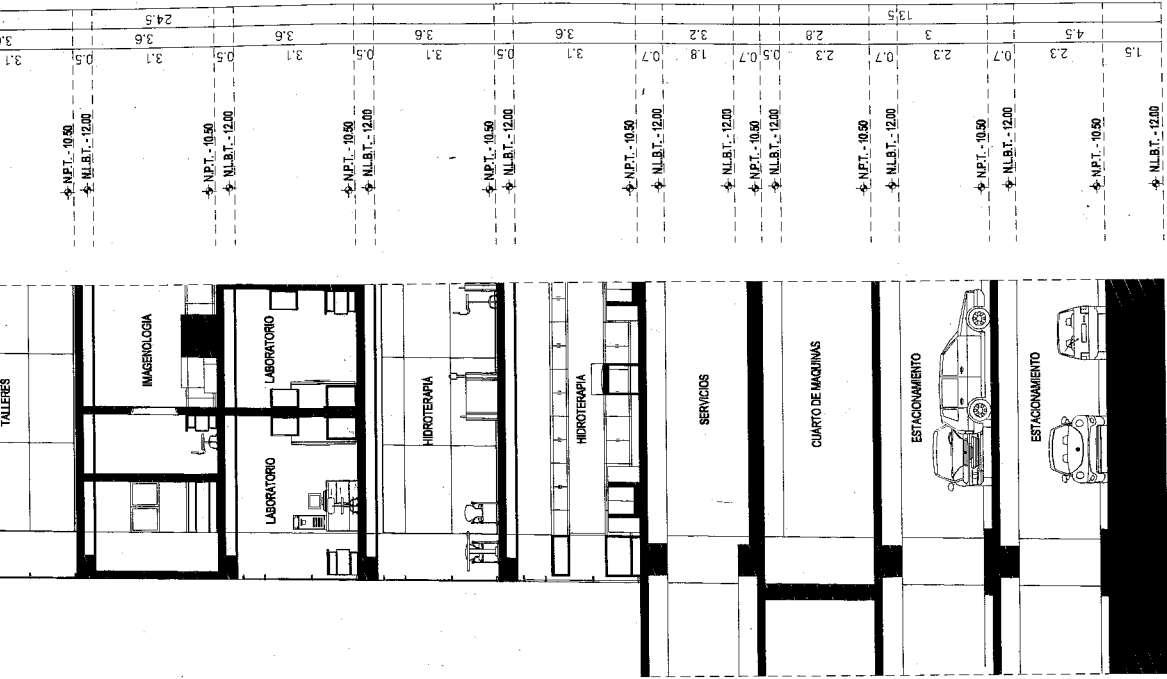 24.5
13.5
3.6
3.6
3.6
3.6
3.6
3.2
2.8
3
4.5
3.1
0.5
3.1
0.5
3.1
0.5
3.1
0.5
3.1
0.7
1.8
0.7
0.5
2.3
0.7
2.3
0.7
2.3
1.5
N.P.T. - 10.50
N.L.B.T. - 12.00
N.P.T. - 10.50
N.L.B.T. - 12.00
N.P.T. - 10.50
N.L.B.T. - 12.00
N.P.T. - 10.50
N.L.B.T. - 12.00
N.P.T. - 10.50
N.L.B.T. - 12.00
N.L.B.T. - 12.00
N.P.T. - 10.50
N.L.B.T. - 12.00
N.P.T. - 10.50
N.L.B.T. - 12.00
N.P.T. - 10.50
N.L.B.T. - 12.00
N.P.T. - 10.50
N.L.B.T. - 12.00
TALLERES
IMAGENOLOGIA
LABORATORIO
LABORATORIO
HIDROTERAPIA
HIDROTERAPIA
SERVICIOS
CUARTO DE MAQUINAS
ESTACIONAMIENTO
ESTACIONAMIENTO